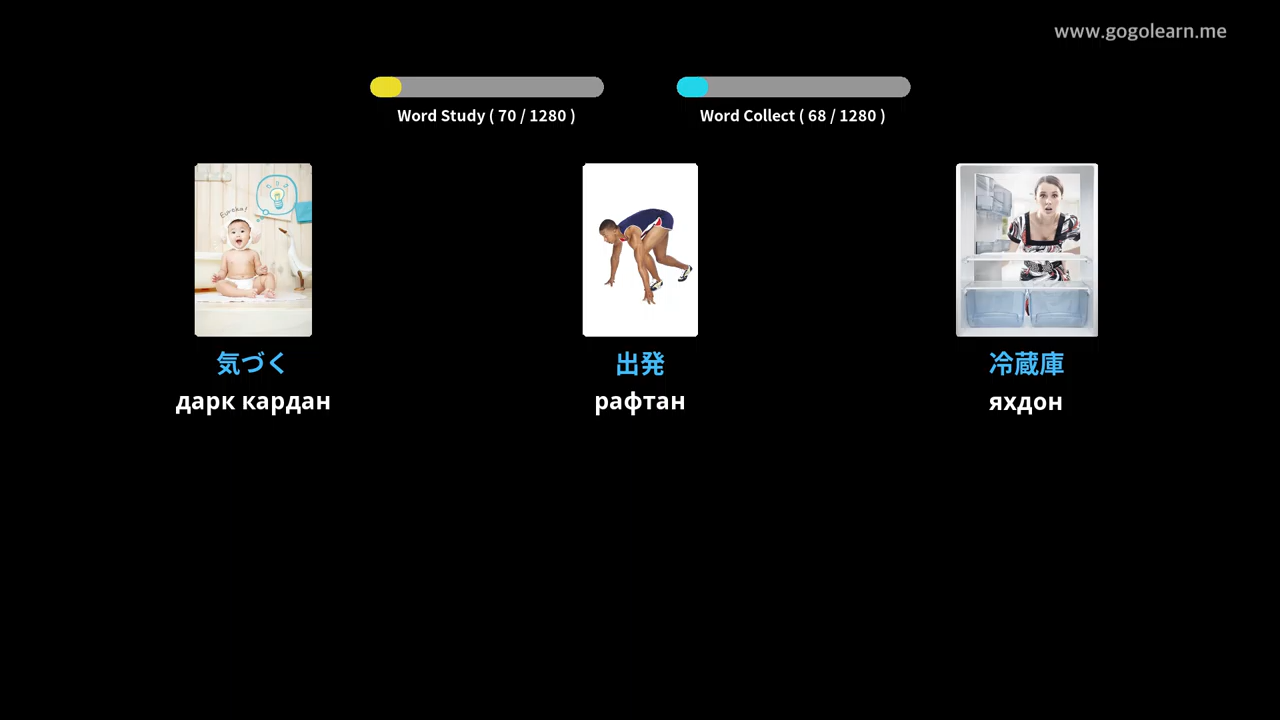 www.gogolearn.me
Word Study ( 70 / 1280 )
Word Collect ( 68 / 1280 )
Eureka!
気づく
出発
冷蔵庫
дарк кардан
рафтан
яхдон